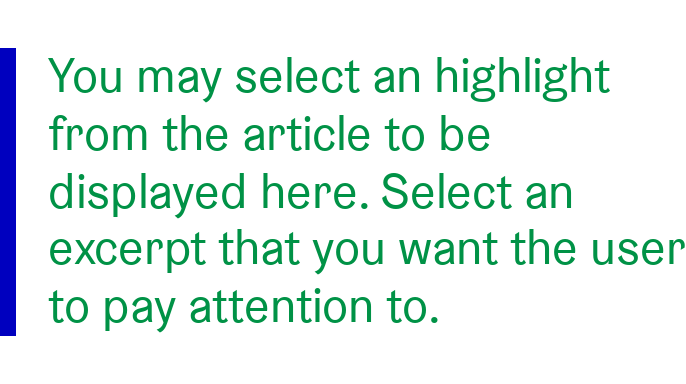 You may select an highlight
from the article to be
displayed here. Select an
excerpt that you want the user
to pay attention to.